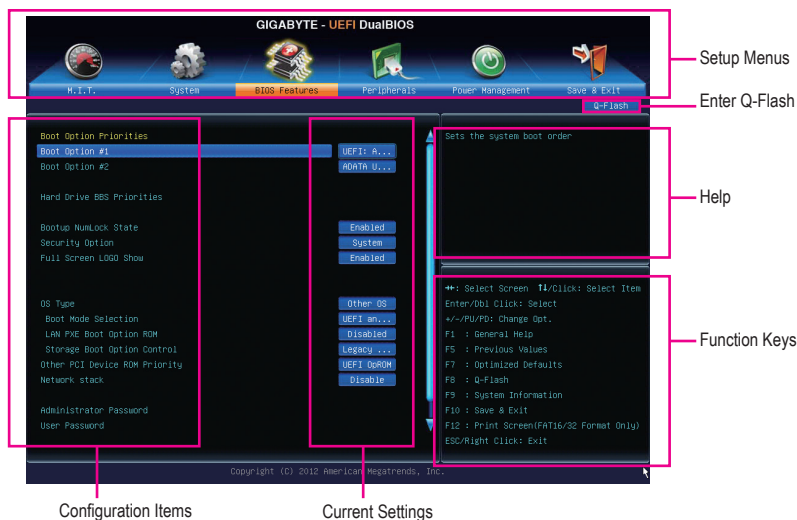 GIGABYTE - UEFI DualBIOS
M.I.T. System BIOS Features Peripherals Power Management Save & Exit
Setup Menus
Q-Flash
Enter Q-Flash
Boot Option Priorities
Boot Option #1 UEFI: A...
Boot Option #2 ADATA U...
Hard Drive BBS Priorities
Bootup NumLock State Enabled
Security Option System
Full Screen LOGO Show Enabled
OS Type Other OS
Boot Mode Selection UEFI an...
LAN PXE Boot Option ROM Disabled
Storage Boot Option Control Legacy ...
Other PCI Device ROM Priority UEFI OpROM
Network stack Disable
Administrator Password
User Password
Sets the system boot order
Help
→←: Select Screen ↑↓/Click: Select Item
Enter/Dbl Click: Select
+/-/PU/PD: Change Opt.
F1 : General Help
F5 : Previous Values
F7 : Optimized Defaults
F8 : Q-Flash
F9 : System Information
F10 : Save & Exit
F12 : Print Screen(FAT16/32 Format Only)
ESC/Right Click: Exit
Function Keys
Copyright (C) 2012 American Megatrends, Inc.
Configuration Items
Current Settings